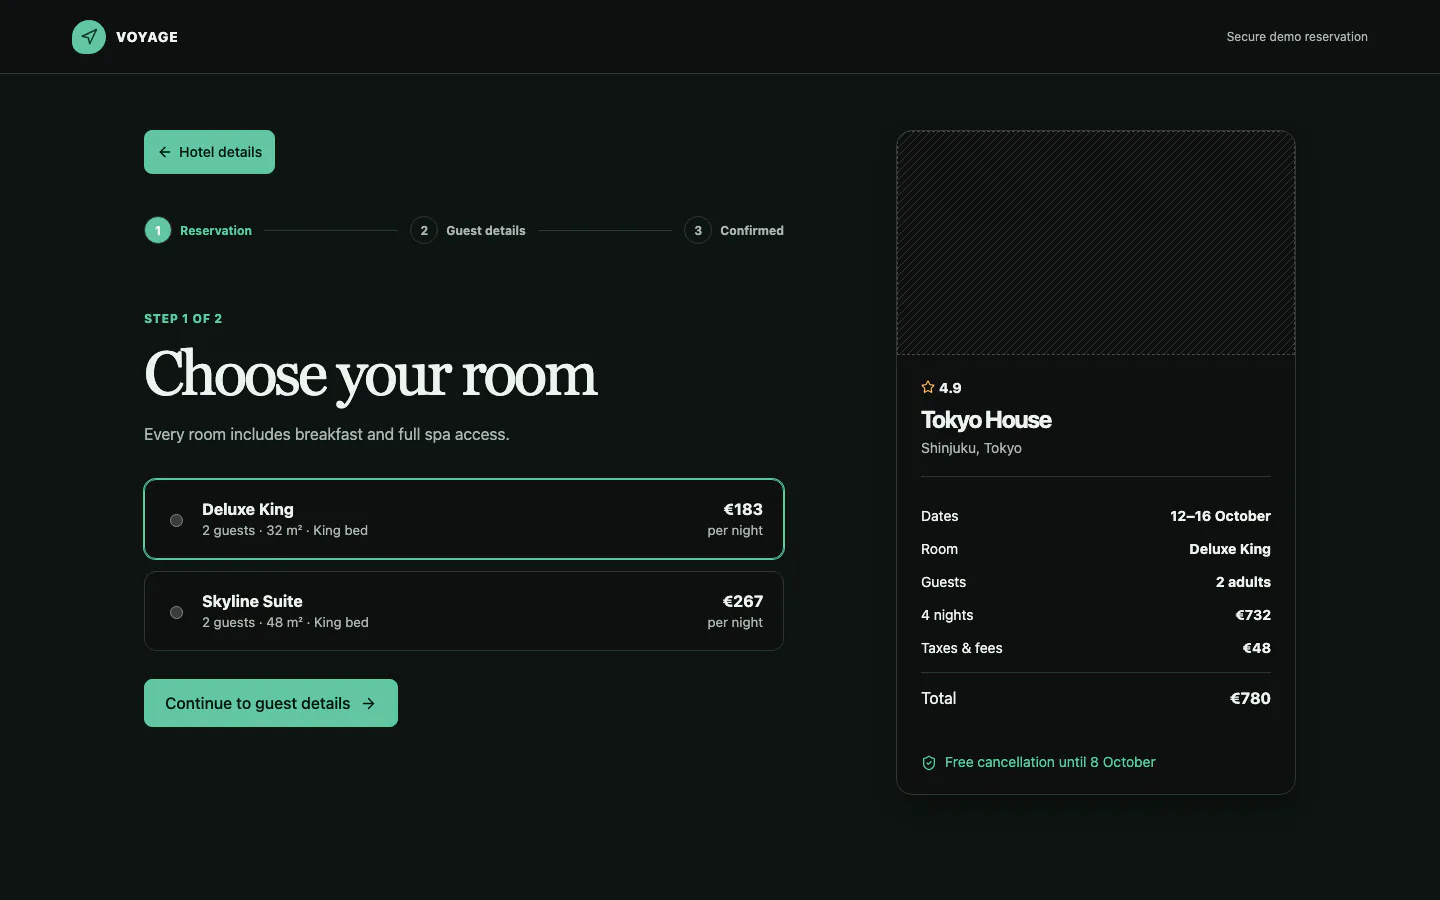 VOYAGE
Secure demo reservation
Hotel details
1 Reservation
2 Guest details
3 Confirmed
STEP 1 OF 2
Choose your room
Every room includes breakfast and full spa access.
Deluxe King
€183
2 guests · 32 m² · King bed
per night
Skyline Suite
€267
2 guests · 48 m² · King bed
per night
Continue to guest details
4.9
Tokyo House
Shinjuku, Tokyo
Dates 12–16 October
Room Deluxe King
Guests 2 adults
4 nights €732
Taxes & fees €48
Total €780
Free cancellation until 8 October